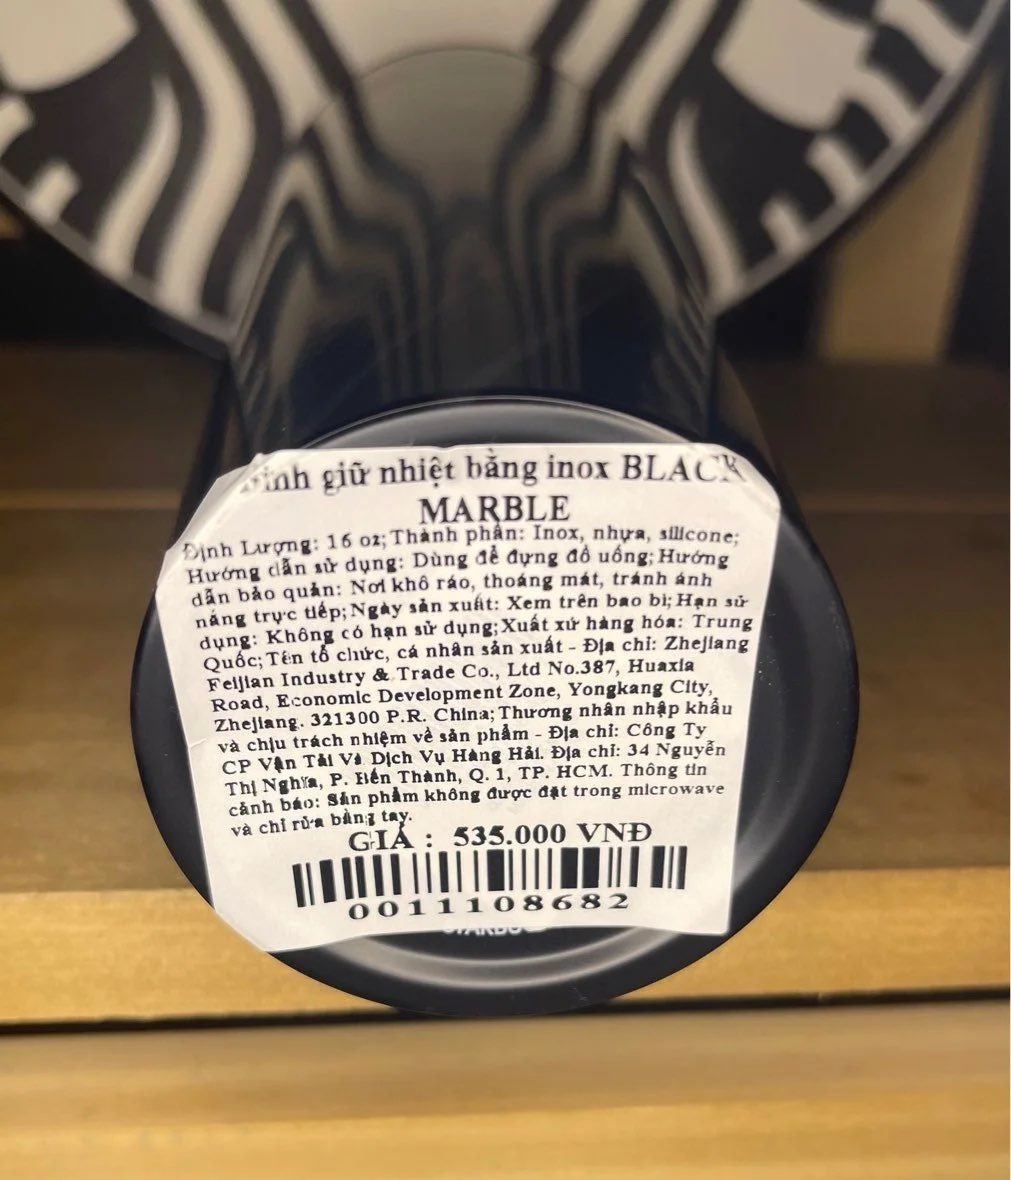 Bình giữ nhiệt bằng inox BLACK
MARBLE
Định Lượng: 16 oz; Thành phần: Inox, nhựa, silicone;
Hướng dẫn sử dụng: Dùng để đựng đồ uống; Hướng
dẫn bảo quản: Nơi khô ráo, thoáng mát, tránh ánh
nắng trực tiếp; Ngày sản xuất: Xem trên bao bì; Hạn sử
dụng: Không có hạn sử dụng; Xuất xứ hàng hóa: Trung
Quốc; Tên tổ chức, cá nhân sản xuất - Địa chỉ: Zhejiang
Feijian Industry & Trade Co., Ltd No.387, Huaxia
Road, Economic Development Zone, Yongkang City,
Zhejiang. 321300 P.R. China; Thương nhân nhập khẩu
và chịu trách nhiệm về sản phẩm - Địa chỉ: Công Ty
CP Vận Tải Và Dịch Vụ Hàng Hải. Địa chỉ: 34 Nguyễn
Thị Nghĩa, P. Bến Thành, Q. 1, TP. HCM. Thông tin
cảnh báo: Sản phẩm không được đặt trong microwave
và chỉ rửa bằng tay.
GIÁ : 535.000 VNĐ
0011108682